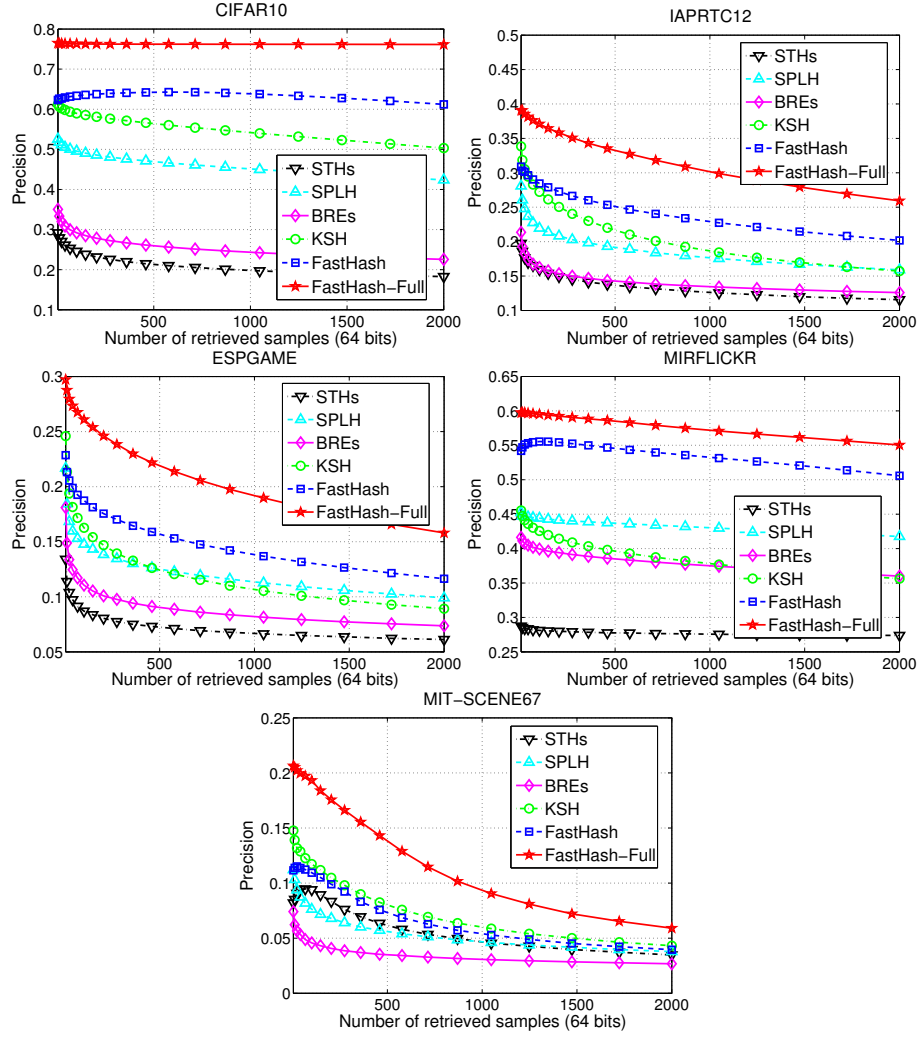 CIFAR10
0.8
0.7
0.6
0.5
0.4
0.3
0.2
0.1
Precision
500
1000
1500
2000
Number of retrieved samples (64 bits)
STHs
SPLH
BREs
KSH
FastHash
FastHash-Full
IAPRTC12
0.5
0.45
0.4
0.35
0.3
0.25
0.2
0.15
0.1
Precision
500
1000
1500
2000
Number of retrieved samples (64 bits)
STHs
SPLH
BREs
KSH
FastHash
FastHash-Full
ESPGAME
0.3
0.25
0.2
0.15
0.1
0.05
Precision
500
1000
1500
2000
Number of retrieved samples (64 bits)
STHs
SPLH
BREs
KSH
FastHash
FastHash-Full
MIRFLICKR
0.65
0.6
0.55
0.5
0.45
0.4
0.35
0.3
0.25
Precision
500
1000
1500
2000
Number of retrieved samples (64 bits)
STHs
SPLH
BREs
KSH
FastHash
FastHash-Full
MIT-SCENE67
0.25
0.2
0.15
0.1
0.05
0
Precision
500
1000
1500
2000
Number of retrieved samples (64 bits)
STHs
SPLH
BREs
KSH
FastHash
FastHash-Full